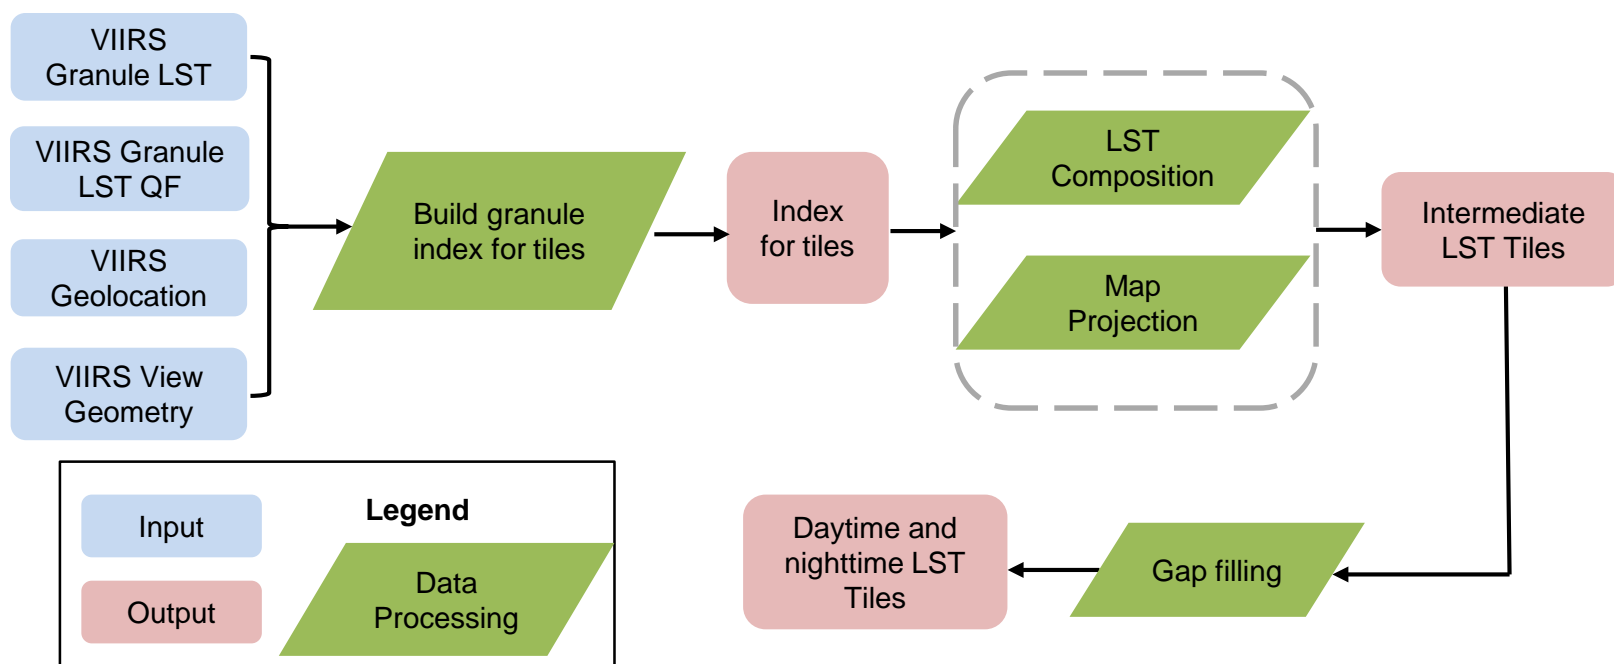 VIIRS
Granule LST
VIIRS Granule
LST QF
VIIRS
Geolocation
VIIRS View
Geometry
Build granule
index for tiles
Index
for tiles
LST
Composition
Map
Projection
Intermediate
LST Tiles
Gap filling
Daytime and
nighttime LST
Tiles
Legend
Input
Output
Data
Processing